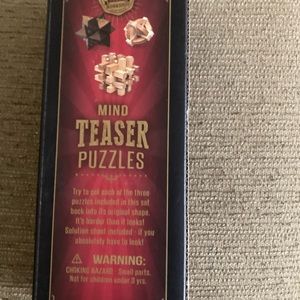 MIND
TEASER
PUZZLES
Try to get each of the three
puzzles included in this set
back into its original shape.
It's harder than it looks!
Solution sheet included - if you
absolutely have to look!
WARNING:
CHOKING HAZARD - Small parts.
Not for children under 3 yrs.